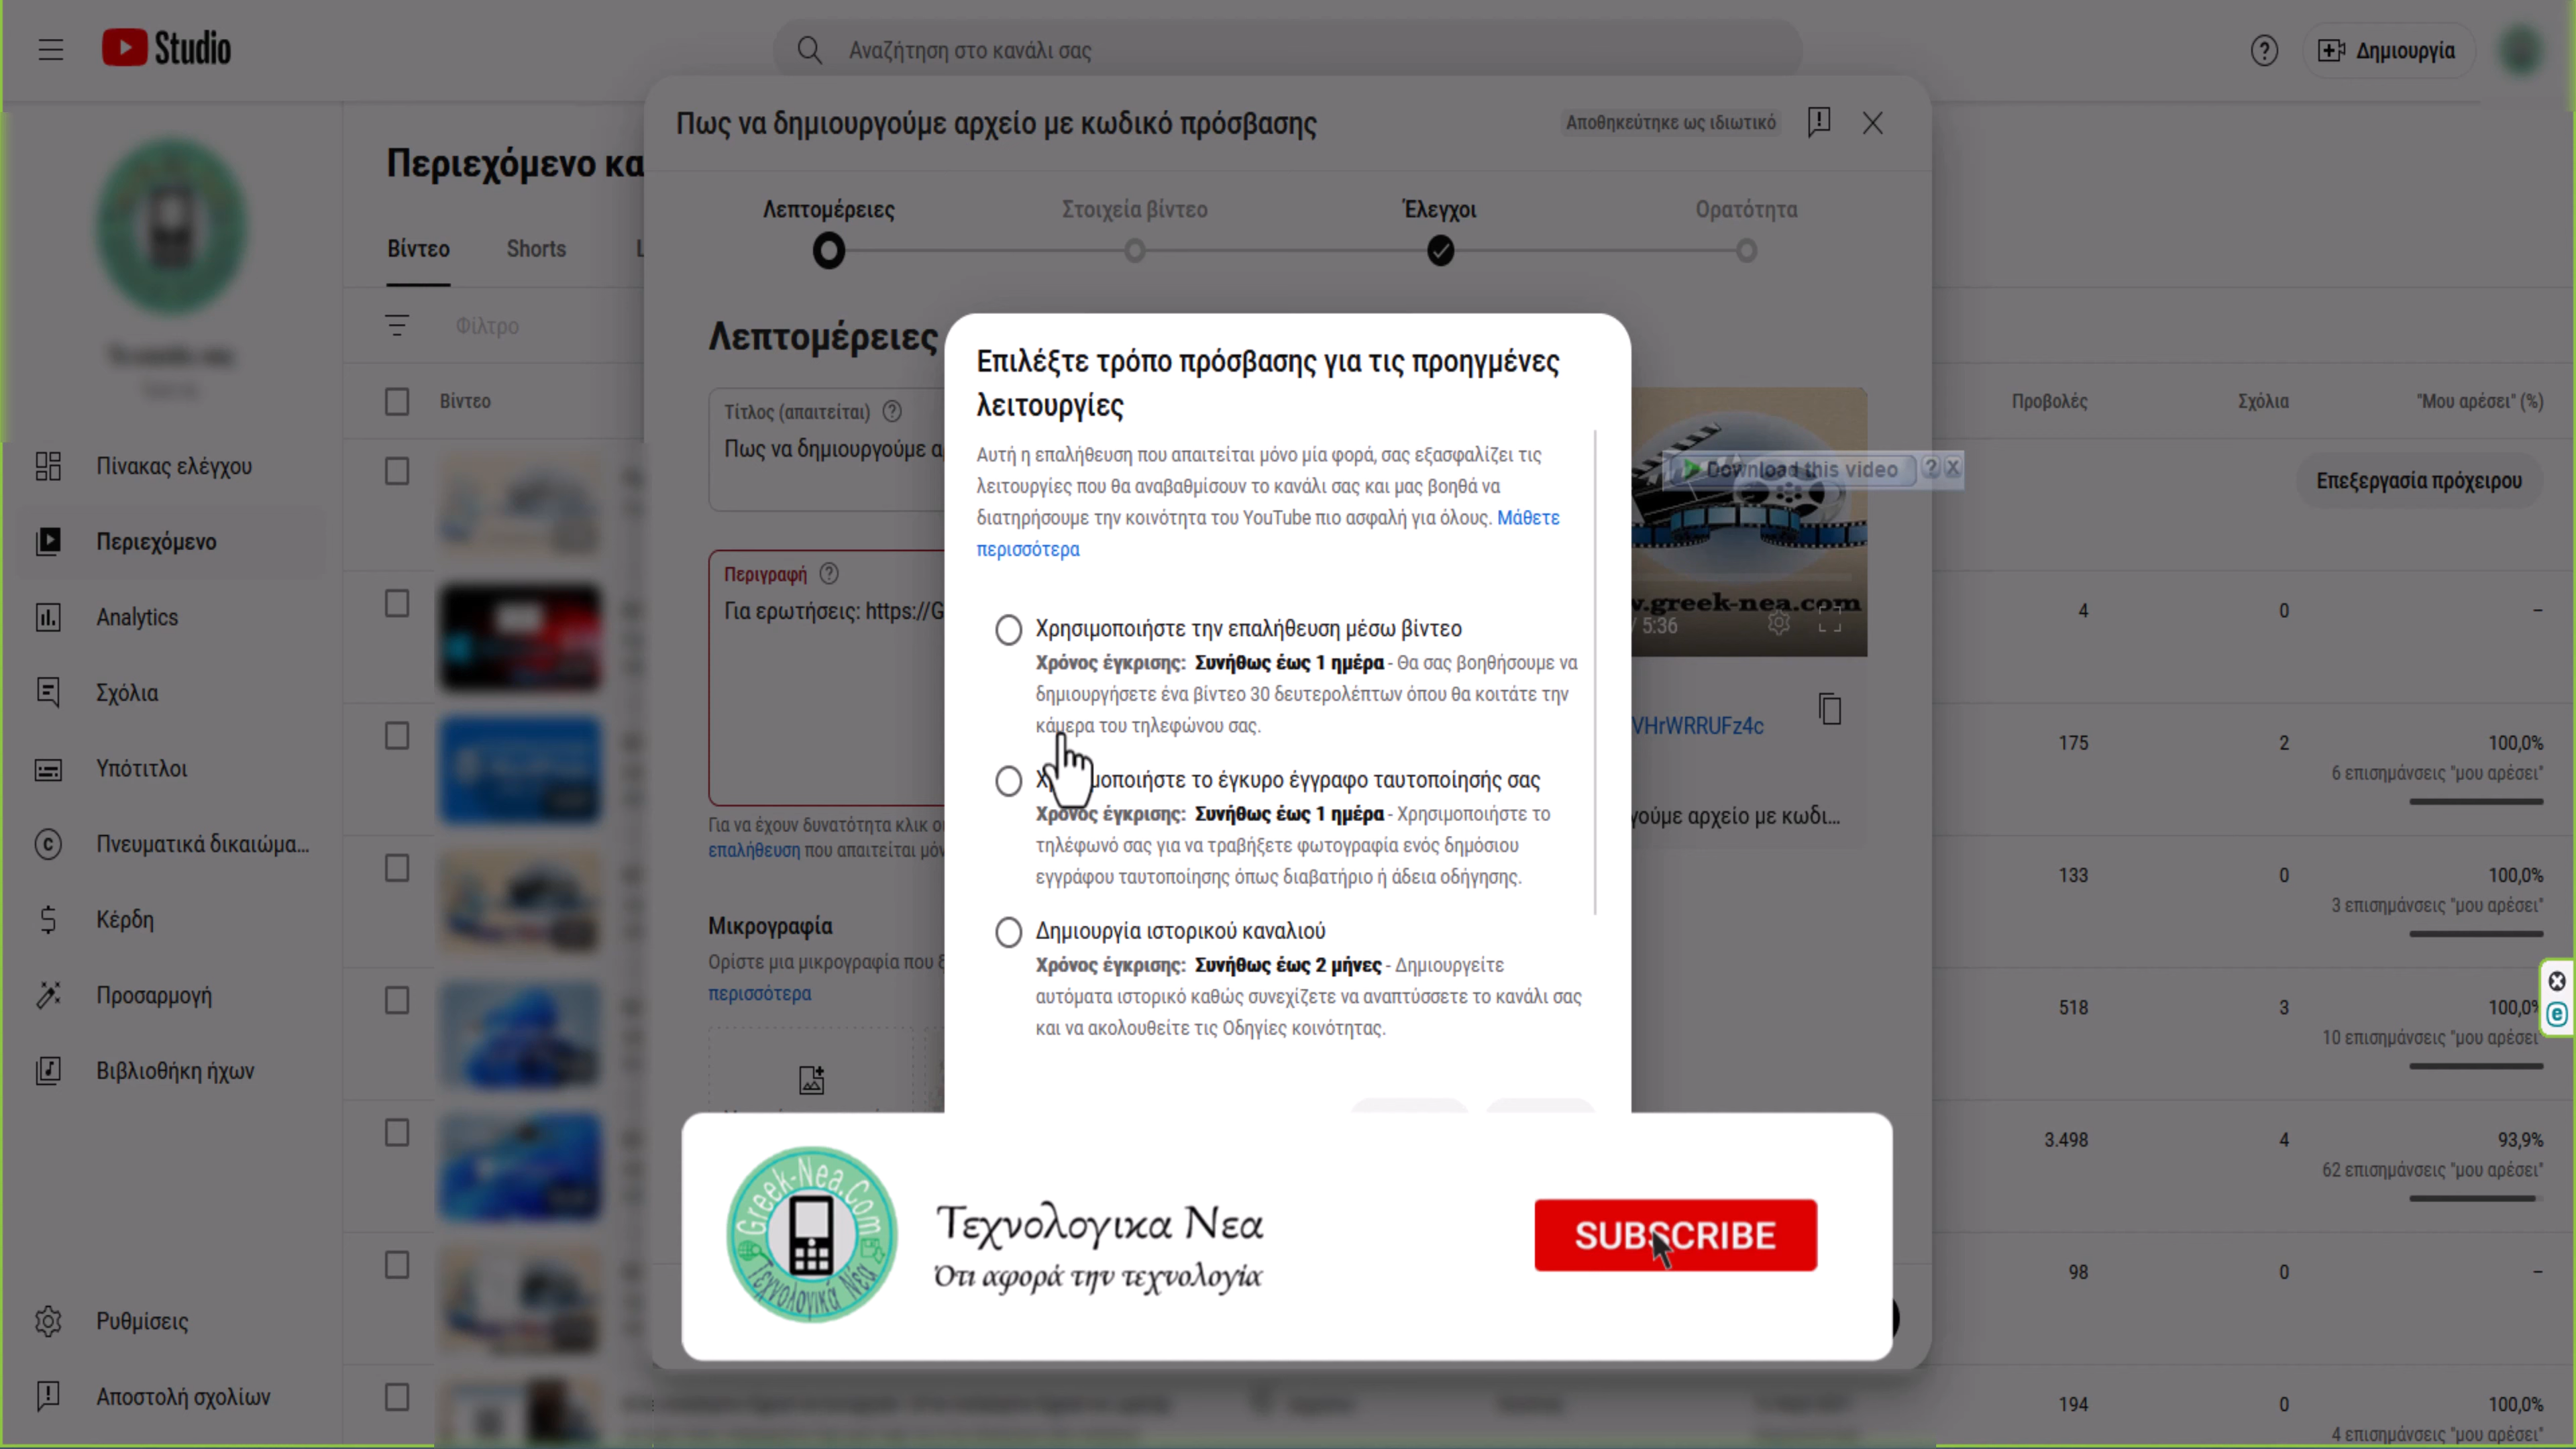 Studio
Αναζήτηση στο κανάλι σας
Δημιουργία
Πως να δημιουργούμε αρχείο με κωδικό πρόσβασης
Αποθηκεύτηκε ως ιδιωτικό
Περιεχόμενο κα
Λεπτομέρειες
Στοιχεία βίντεο
Έλεγχοι
Ορατότητα
Βίντεο
Shorts
Φίλτρο
Λεπτομέρειες
Βίντεο
Προβολές
Σχόλια
"Μου αρέσει" (%)
Τίτλος (απαιτείται)
Πως να δημιουργούμε α
Περιγραφή
Για ερωτήσεις: https://G
Για να έχουν δυνατότητα κλικ οι
επαλήθευση που απαιτείται μόν
Μικρογραφία
Ορίστε μια μικρογραφία που ξ
περισσότερα
Επιλέξτε τρόπο πρόσβασης για τις προηγμένες
λειτουργίες
Αυτή η επαλήθευση που απαιτείται μόνο μία φορά, σας εξασφαλίζει τις
λειτουργίες που θα αναβαθμίσουν το κανάλι σας και μας βοηθά να
διατηρήσουμε την κοινότητα του YouTube πιο ασφαλή για όλους. Μάθετε
περισσότερα
Χρησιμοποιήστε την επαλήθευση μέσω βίντεο
Χρόνος έγκρισης: Συνήθως έως 1 ημέρα - Θα σας βοηθήσουμε να
δημιουργήσετε ένα βίντεο 30 δευτερολέπτων όπου θα κοιτάτε την
κάμερα του τηλεφώνου σας.
Χρησιμοποιήστε το έγκυρο έγγραφο ταυτοποίησής σας
Χρόνος έγκρισης: Συνήθως έως 1 ημέρα - Χρησιμοποιήστε το
τηλέφωνό σας για να τραβήξετε φωτογραφία ενός δημόσιου
εγγράφου ταυτοποίησης όπως διαβατήριο ή άδεια οδήγησης.
Δημιουργία ιστορικού καναλιού
Χρόνος έγκρισης: Συνήθως έως 2 μήνες - Δημιουργείτε
αυτόματα ιστορικό καθώς συνεχίζετε να αναπτύσσετε το κανάλι σας
και να ακολουθείτε τις Οδηγίες κοινότητας.
Download this video
v.greek-nea.com
/ 5:36
VHrWRRUFz4c
γούμε αρχείο με κωδι...
Επεξεργασία πρόχειρου
4
0
–
175
2
100,0%
6 επισημάνσεις "μου αρέσει"
133
0
100,0%
3 επισημάνσεις "μου αρέσει"
518
3
100,0%
10 επισημάνσεις "μου αρέσει"
3.498
4
93,9%
62 επισημάνσεις "μου αρέσει"
98
0
–
194
0
100,0%
4 επισημάνσεις "μου αρέσει"
Πίνακας ελέγχου
Περιεχόμενο
Analytics
Σχόλια
Υπότιτλοι
Πνευματικά δικαιώμα...
Κέρδη
Προσαρμογή
Βιβλιοθήκη ήχων
Ρυθμίσεις
Αποστολή σχολίων
Greek-Nea.Com
Τεχνολογικά Νέα
Τεχνολογικα Νεα
Ότι αφορά την τεχνολογία
SUBSCRIBE